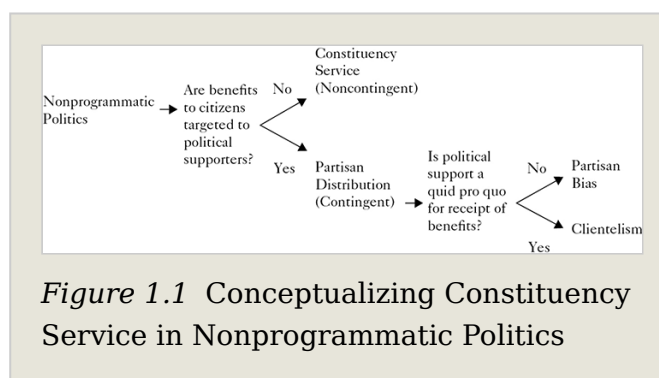 Constituency
Service
(Noncontingent)
Are benefits
to citizens
targeted to
political
supporters?
No
Nonprogrammatic
Politics
Yes
Partisan
Distribution
(Contingent)
Is political
support a
quid pro quo
for receipt of
benefits?
No
Partisan
Bias
Clientelism
Yes
Figure 1.1 Conceptualizing Constituency
Service in Nonprogrammatic Politics